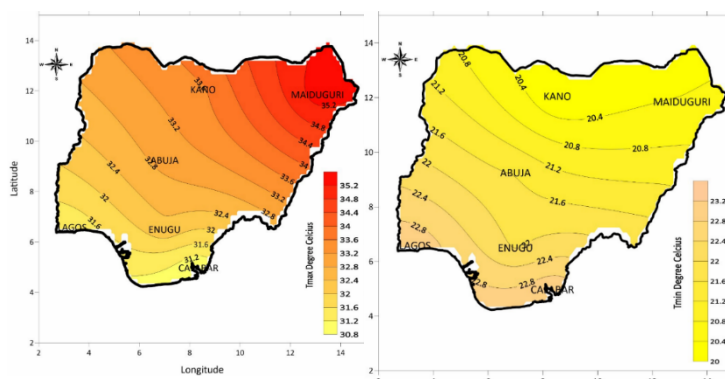 14
12
10
8
6
4
2
Latitude
N
W
E
S
KANO
MAIDUGURI
ABUJA
ENUGU
LAGOS
CALABAR
35.2
34.8
34.4
34
33.6
33.2
32.8
33.2
32.8
32.4
32
31.6
32.4
32
31.6
31.2
Tmax Degree Celcius
35.2
34.8
34.4
34
33.6
33.2
32.8
32.4
32
31.6
31.2
30.8
2 4 6 8 10 12 14
Longitude
14
12
10
8
6
4
2
N
W
E
S
KANO
MAIDUGURI
ABUJA
ENUGU
LAGOS
CALABAR
20.8
20.4
20.4
21.2
20.8
20.8
21.6
21.2
22
21.6
22.4
22.8
22.4
22.8
22.8
Tmin Degree Celcius
23.2
22.8
22.4
22
21.6
21.2
20.8
20.4
20